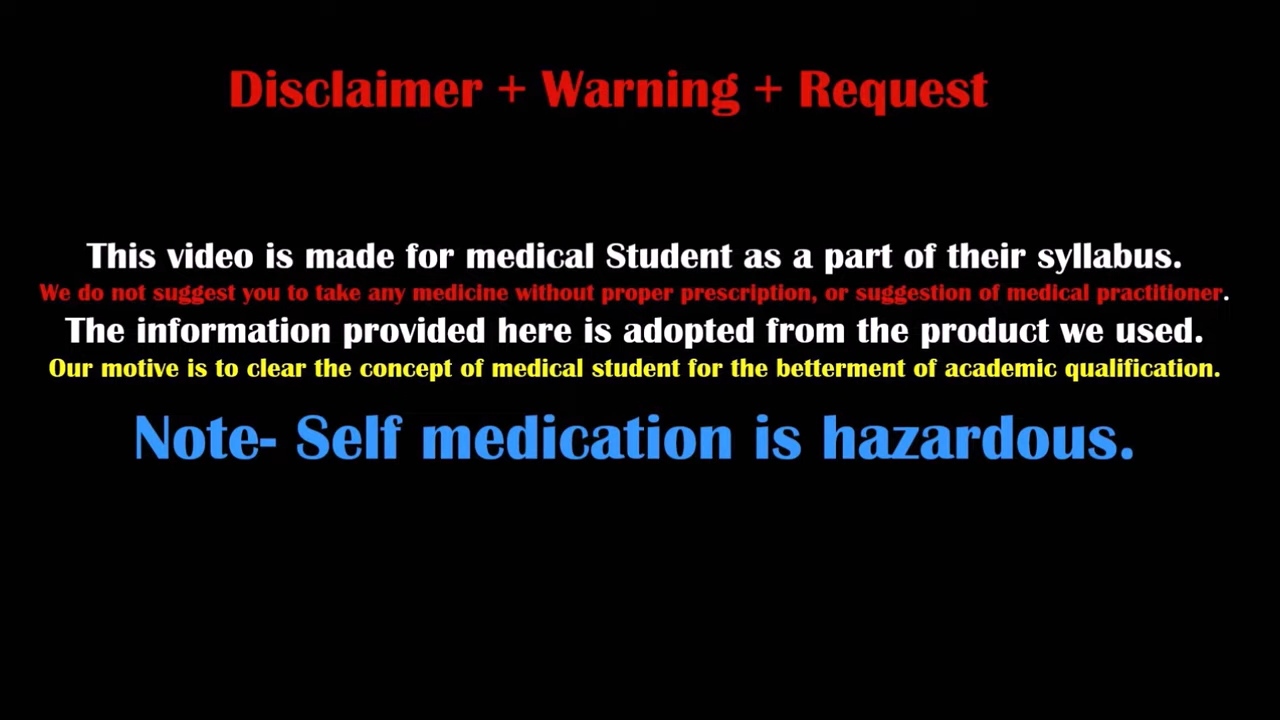 Disclaimer + Warning + Request
This video is made for medical Student as a part of their syllabus.
We do not suggest you to take any medicine without proper prescription, or suggestion of medical practitioner.
The information provided here is adopted from the product we used.
Our motive is to clear the concept of medical student for the betterment of academic qualification.
Note- Self medication is hazardous.